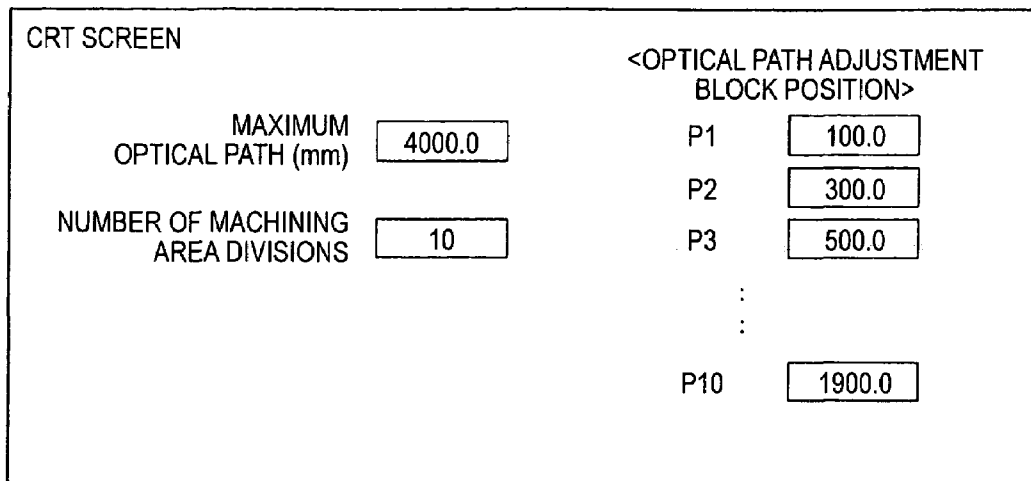 CRT SCREEN
<OPTICAL PATH ADJUSTMENT
BLOCK POSITION>
MAXIMUM
OPTICAL PATH (mm) 4000.0
NUMBER OF MACHINING
AREA DIVISIONS 10
P1 100.0
P2 300.0
P3 500.0
:
:
P10 1900.0